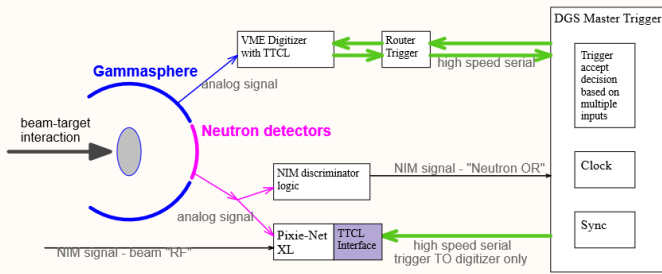 DGS Master Trigger
VME Digitizer
with TTCL
Router
Trigger
high speed serial
Trigger
accept
decision
based on
multiple
inputs
Gammasphere
analog signal
beam-target
interaction
Neutron detectors
NIM discriminator
logic
NIM signal - "Neutron OR"
Clock
analog signal
Pixie-Net
XL
TTCL
Interface
Sync
high speed serial
trigger TO digitizer only
NIM signal - beam "RF"